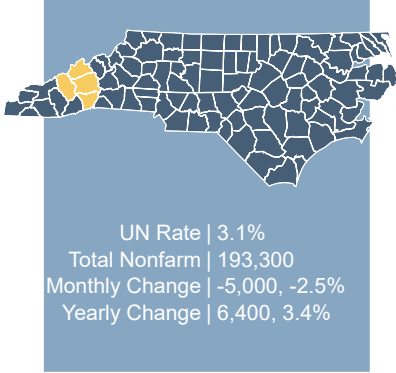 UN Rate | 3.1%
Total Nonfarm | 193,300
Monthly Change | -5,000, -2.5%
Yearly Change | 6,400, 3.4%